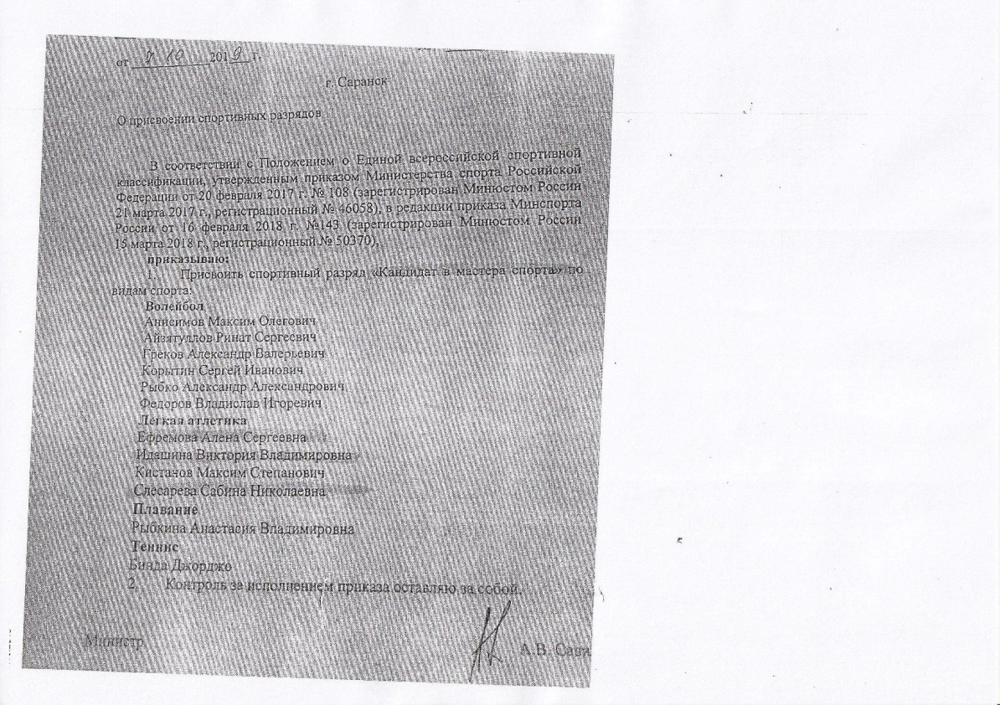 от 8 10 2019 г.
г. Саранск
О присвоении спортивных разрядов
В соответствии с Положением о Единой всероссийской спортивной
классификации, утвержденным приказом Министерства спорта Российской
Федерации от 20 февраля 2017 г. № 108 (зарегистрирован Минюстом России
21 марта 2017 г., регистрационный № 46058), в редакции приказа Минспорта
России от 16 февраля 2018 г. №143 (зарегистрирован Минюстом России
15 марта 2018 г., регистрационный № 50370),
приказываю:
1. Присвоить спортивный разряд «Кандидат в мастера спорта» по
видам спорта:
Волейбол
Анисимов Максим Олегович
Айзятуллов Ринат Сергеевич
Греков Александр Валерьевич
Корытин Сергей Иванович
Рыбко Александр Александрович
Федоров Владислав Игоревич
Легкая атлетика
Ефремова Алена Сергеевна
Идашина Виктория Владимировна
Кистанов Максим Степанович
Слесарева Сабина Николаевна
Плавание
Рыбкина Анастасия Владимировна
Теннис
Бияда Джорджо
2. Контроль за исполнением приказа оставляю за собой.
Министр
А.В. Сави